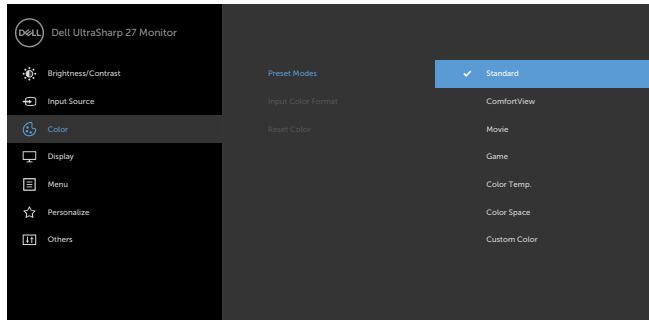 DELL Dell UltraSharp 27 Monitor
Brightness/Contrast
Input Source
Color
Display
Menu
Personalize
Others
Preset Modes
Input Color Format
Reset Color
Standard
ComfortView
Movie
Game
Color Temp.
Color Space
Custom Color